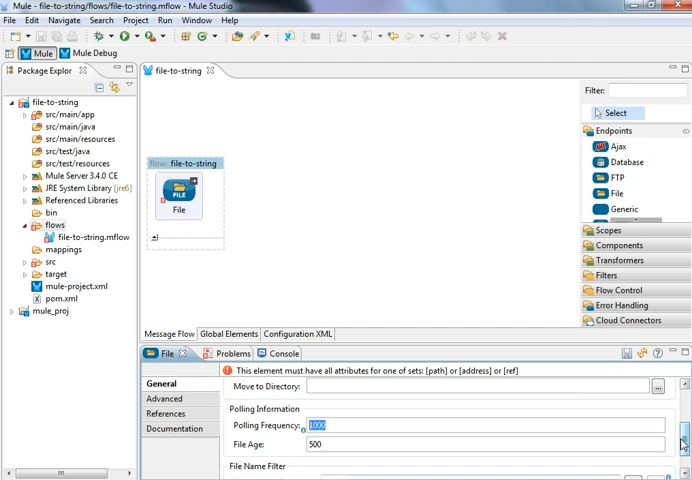 Mule - file-to-string/flows/file-to-string.mflow - Mule Studio
File Edit Navigate Search Project Run Window Help
Mule Mule Debug
Package Explor
file-to-string
src/main/app
src/main/java
src/main/resources
src/test/java
src/test/resources
Mule Server 3.4.0 CE
JRE System Library [jre6]
Referenced Libraries
bin
flows
file-to-string.mflow
mappings
src
target
mule-project.xml
pom.xml
mule_proj
file-to-string
flow: file-to-string
FILE
File
Message Flow Global Elements Configuration XML
Filter:
Select
Endpoints
Ajax
Database
FTP
File
Generic
Scopes
Components
Transformers
Filters
Flow Control
Error Handling
Cloud Connectors
File Problems Console
General
Advanced
References
Documentation
This element must have all attributes for one of sets: [path] or [address] or [ref]
Move to Directory: ...
Polling Information
Polling Frequency: 1000
File Age: 500
File Name Filter